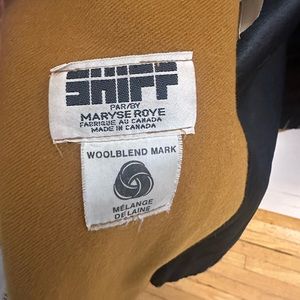 SHIFF
PAR/BY
MARYSE ROYE
FABRIQUÉ AU CANADA
MADE IN CANADA
WOOLBLEND MARK
MÉLANGE
DE LAINE